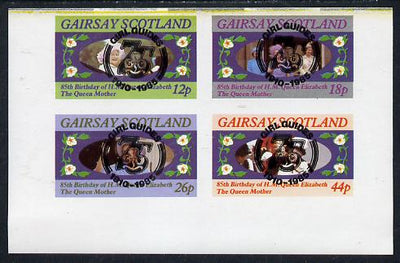 GAIRSAY SCOTLAND
GIRL GUIDES
75
1910-1985
85th Birthday of H.M. Queen Elizabeth
The Queen Mother 12p
GAIRSAY SCOTLAND
GIRL GUIDES
75
1910-1985
85th Birthday of H.M. Queen Elizabeth
The Queen Mother 18p
GAIRSAY SCOTLAND
GIRL GUIDES
75
1910-1985
85th Birthday of H.M. Queen Elizabeth
The Queen Mother 26p
GAIRSAY SCOTLAND
GIRL GUIDES
75
1910-1985
85th Birthday of H.M. Queen Elizabeth
The Queen Mother 44p